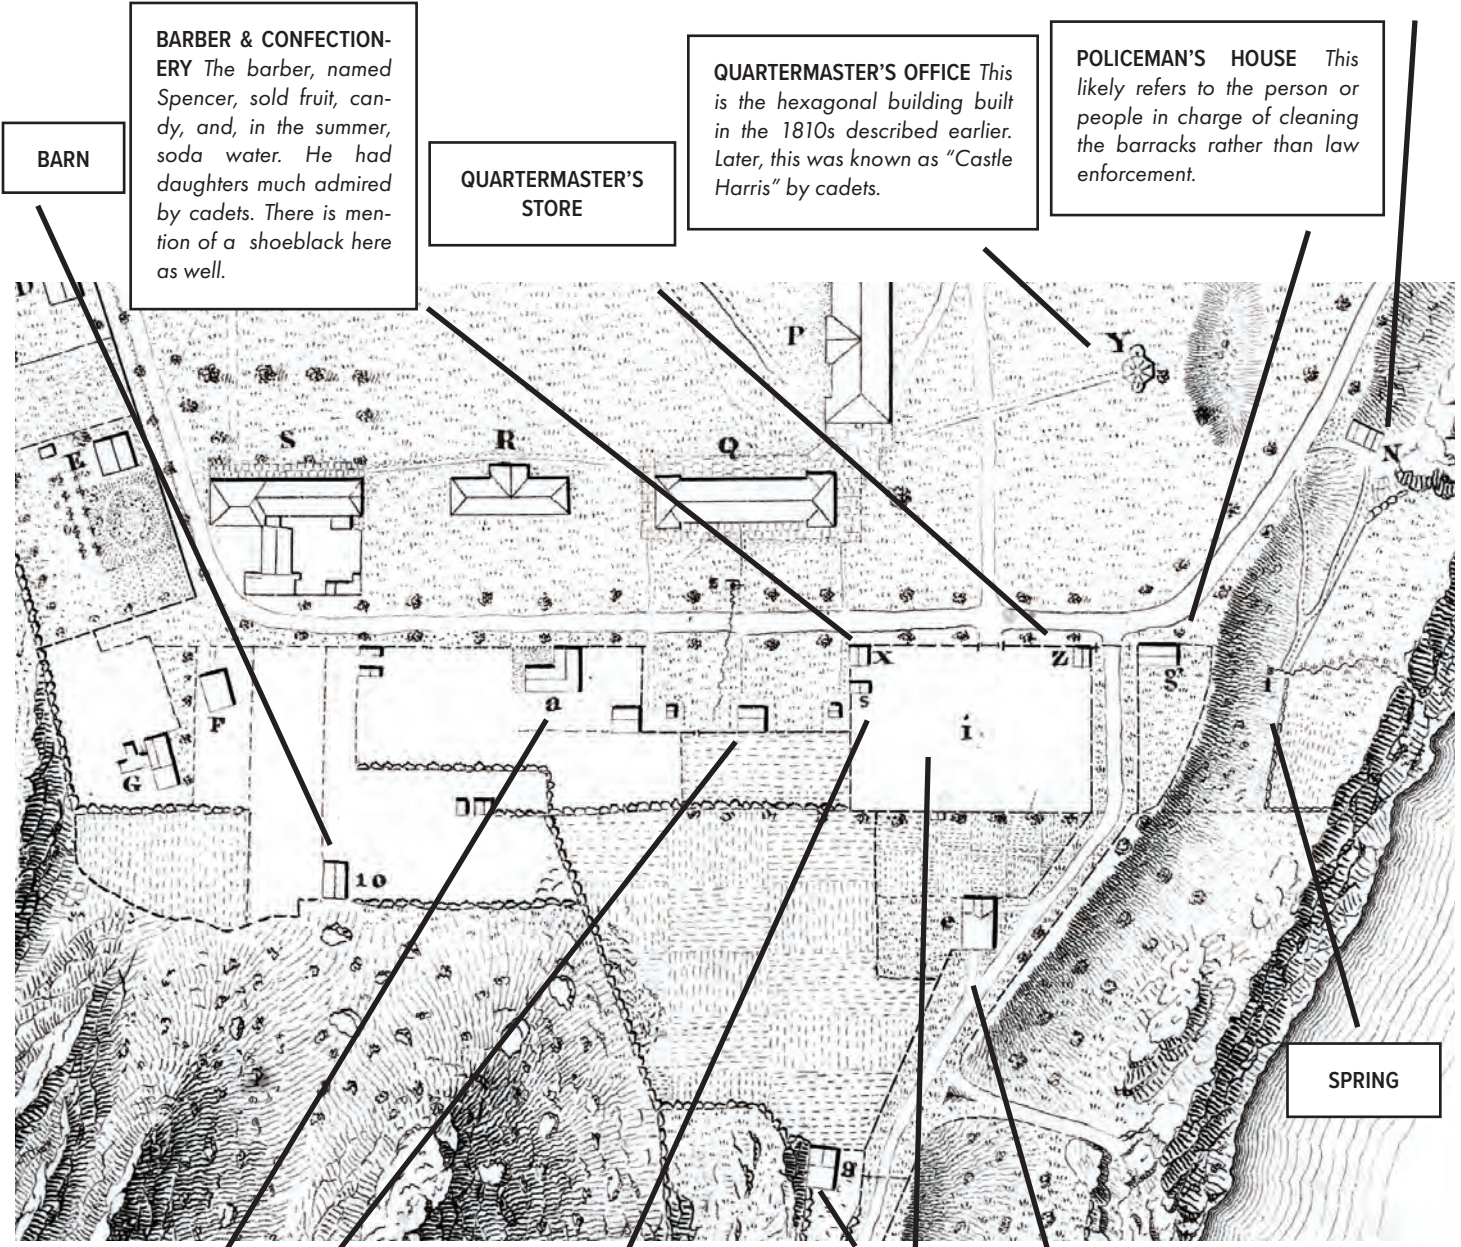 BARBER & CONFECTION-
ERY The barber, named
Spencer, sold fruit, can-
dy, and, in the summer,
soda water. He had
daughters much admired
by cadets. There is men-
tion of a shoeblack here
as well.
QUARTERMASTER'S OFFICE This
is the hexagonal building built
in the 1810s described earlier.
Later, this was known as “Castle
Harris” by cadets.
POLICEMAN'S HOUSE This
likely refers to the person or
people in charge of cleaning
the barracks rather than law
enforcement.
BARN
QUARTERMASTER'S
STORE
D
P
Y
S
R
Q
E
N
x
Z
g
F
a
s
i
G
10
e
g
SPRING